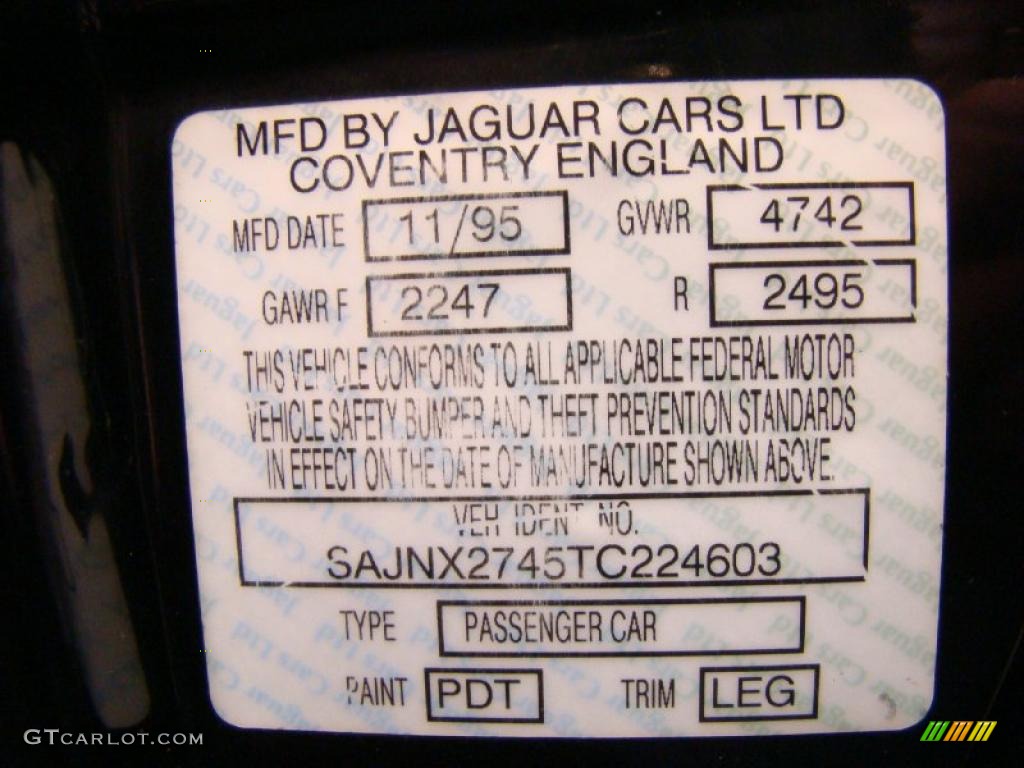 MFD BY JAGUAR CARS LTD
COVENTRY ENGLAND
MFD DATE 11/95 GVWR 4742
GAWR F 2247 R 2495
THIS VEHICLE CONFORMS TO ALL APPLICABLE FEDERAL MOTOR
VEHICLE SAFETY BUMPER AND THEFT PREVENTION STANDARDS
IN EFFECT ON THE DATE OF MANUFACTURE SHOWN ABOVE.
VEH IDENT NO.
SAJNX2745TC224603
TYPE PASSENGER CAR
PAINT PDT TRIM LEG
GTCARLOT.COM